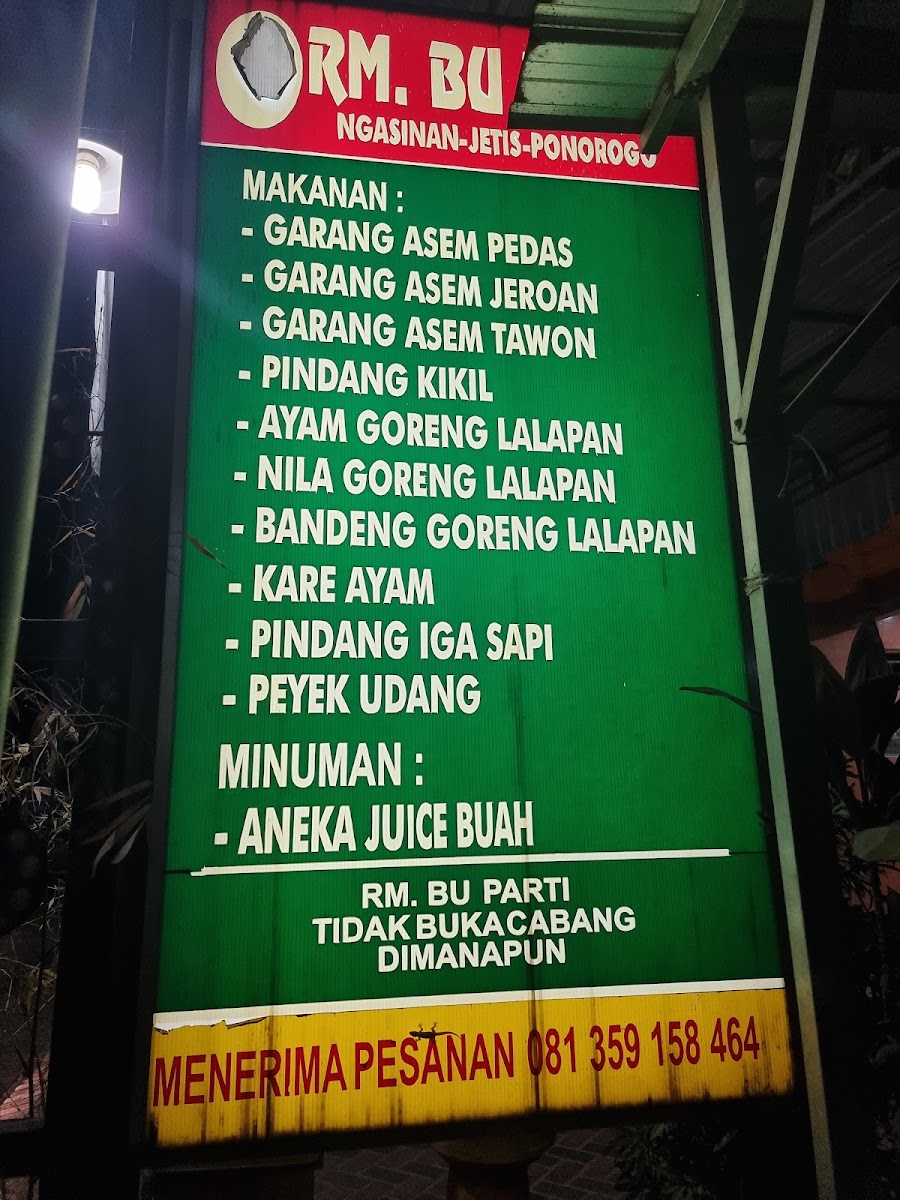 RM. BU
NGASINAN-JETIS-PONOROGO
MAKANAN :
- GARANG ASEM PEDAS
- GARANG ASEM JEROAN
- GARANG ASEM TAWON
- PINDANG KIKIL
- AYAM GORENG LALAPAN
- NILA GORENG LALAPAN
- BANDENG GORENG LALAPAN
- KARE AYAM
- PINDANG IGA SAPI
- PEYEK UDANG
MINUMAN :
- ANEKA JUICE BUAH
RM. BU PARTI
TIDAK BUKA CABANG
DIMANAPUN
MENERIMA PESANAN 081 359 158 464